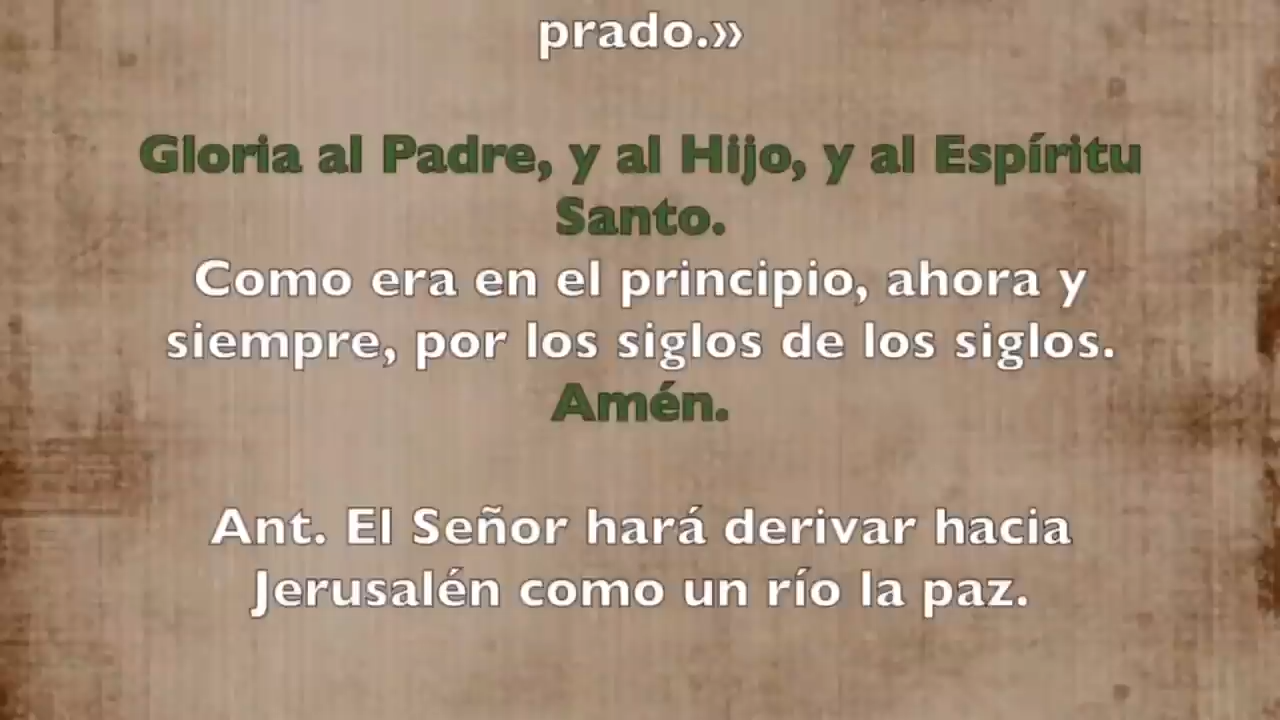 prado.»
Gloria al Padre, y al Hijo, y al Espíritu
Santo.
Como era en el principio, ahora y
siempre, por los siglos de los siglos.
Amén.
Ant. El Señor hará derivar hacia
Jerusalén como un río la paz.